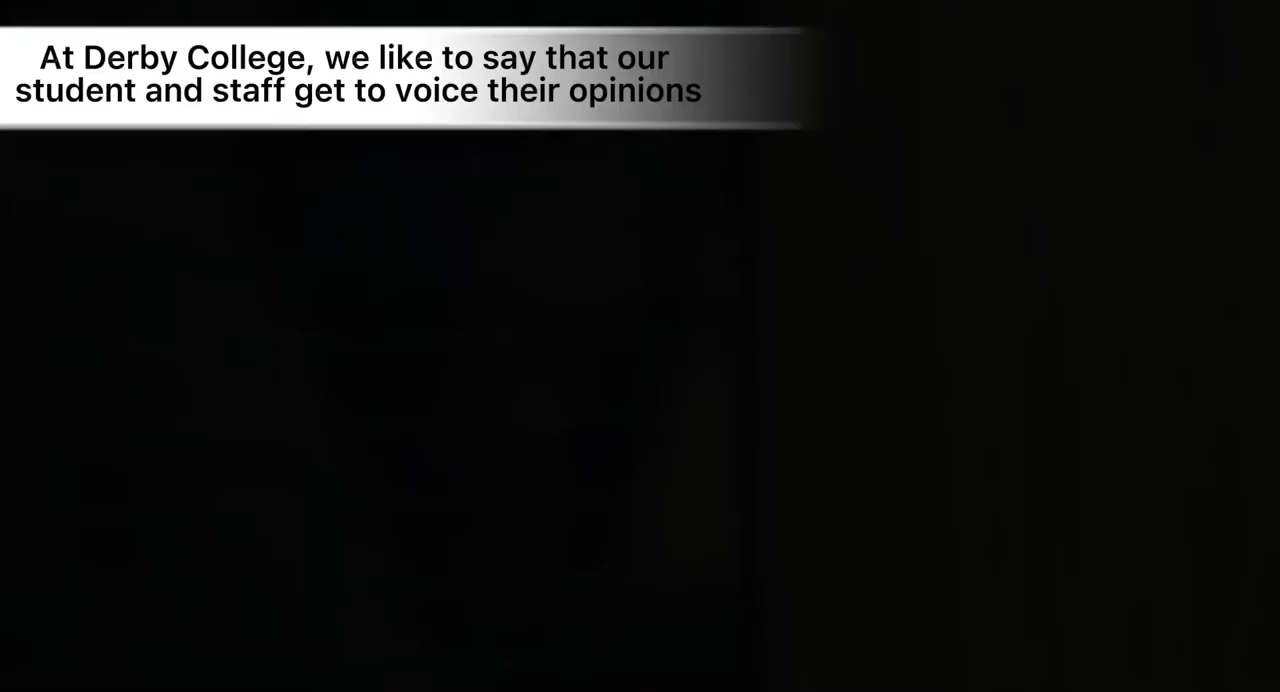 At Derby College, we like to say that our
student and staff get to voice their opinions